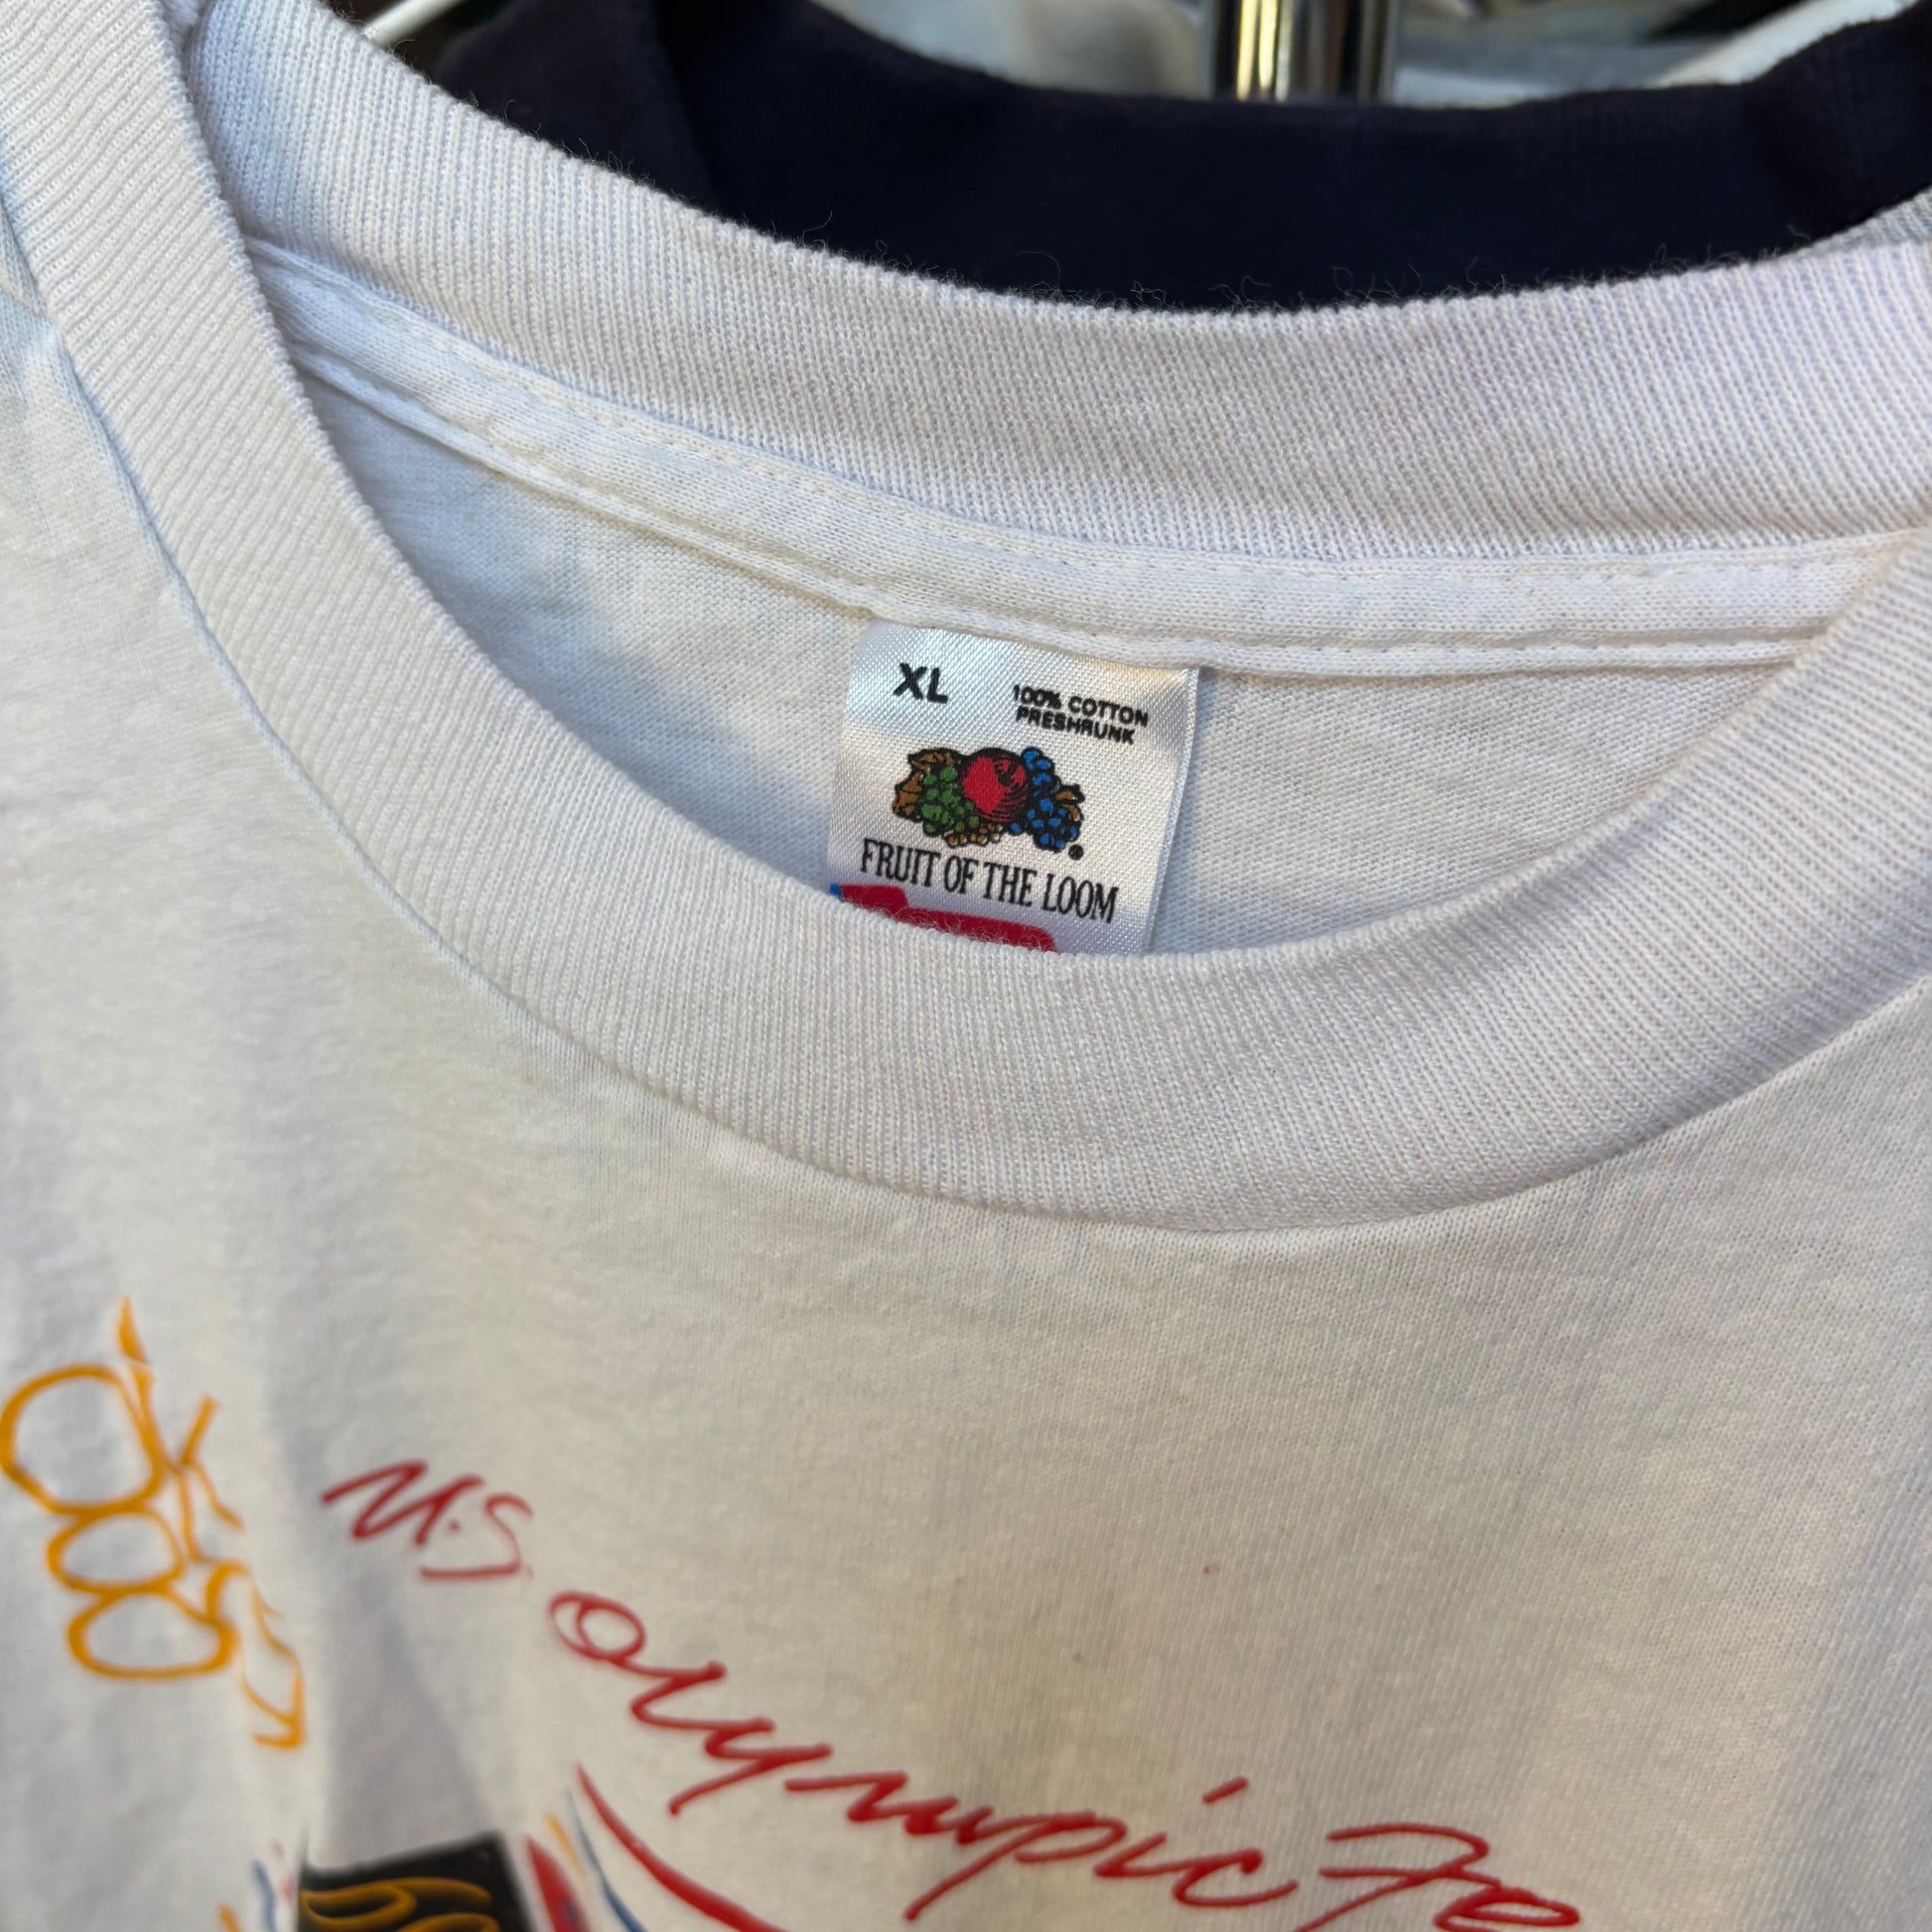 XL
100% COTTON
PRESHRUNK
FRUIT OF THE LOOM
U.S. Olympic